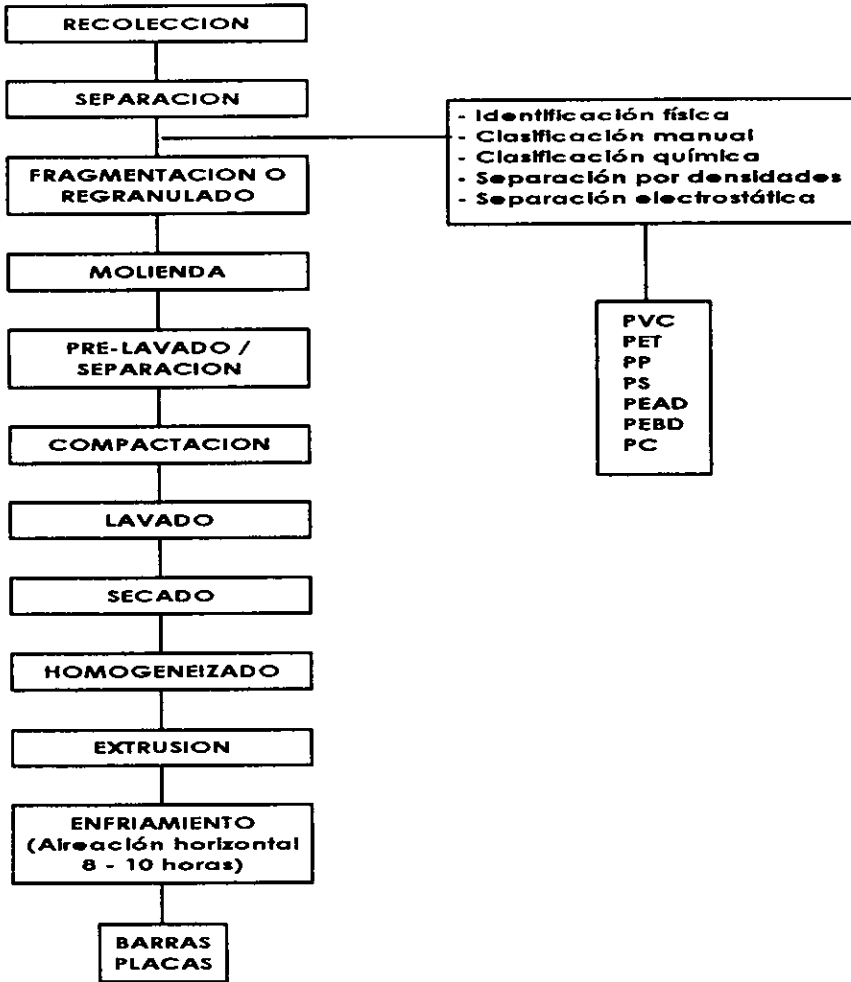 RECOLECCION
SEPARACION
- Identificación física
- Clasificación manual
- Clasificación química
- Separación por densidades
- Separación electrostática
FRAGMENTACION O
REGRANULADO
MOLIENDA
PVC
PET
PP
PS
PEAD
PEBD
PC
PRE-LAVADO /
SEPARACION
COMPACTACION
LAVADO
SECADO
HOMOGENEIZADO
EXTRUSION
ENFRIAMIENTO
(Aireación horizontal
8 - 10 horas)
BARRAS
PLACAS